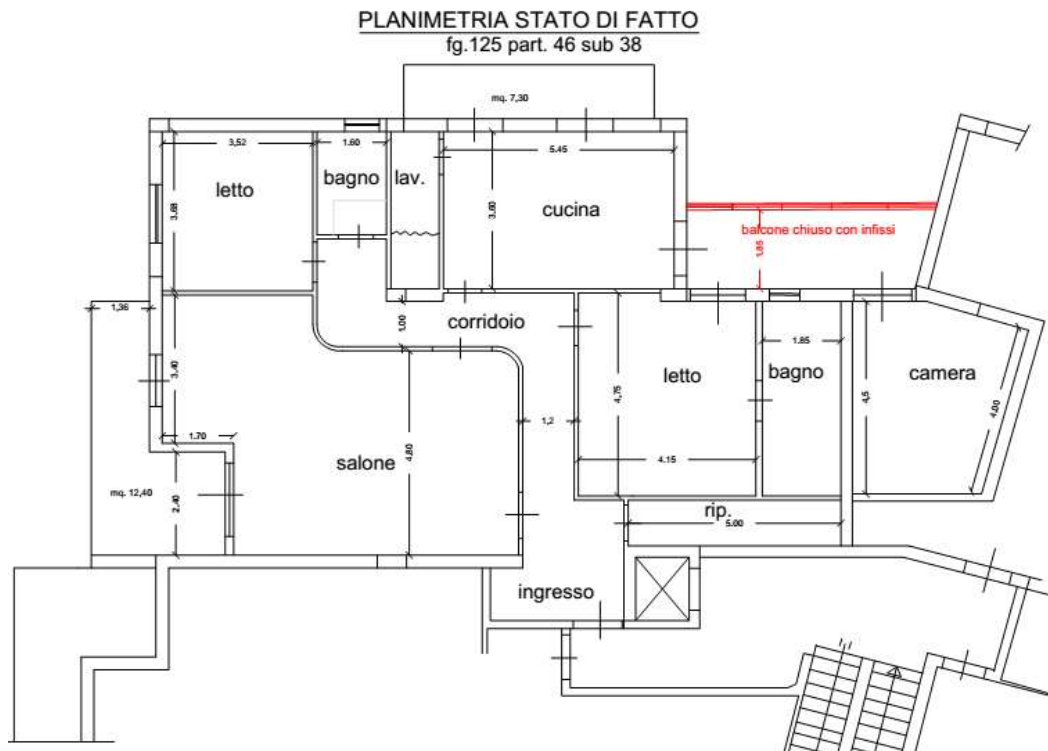 PLANIMETRIA STATO DI FATTO
fg.125 part. 46 sub 38
mq. 7,30
3,52
1.60
5.45
letto
bagno
lav.
cucina
3.68
3.60
balcone chiuso con infissi
1,85
1,36
1.00
corridoio
3.40
4,75
letto
1.85
bagno
camera
4,5
4.00
1.70
1,2
salone
4.80
4.15
mq. 12,40
2.40
rip.
5.00
ingresso